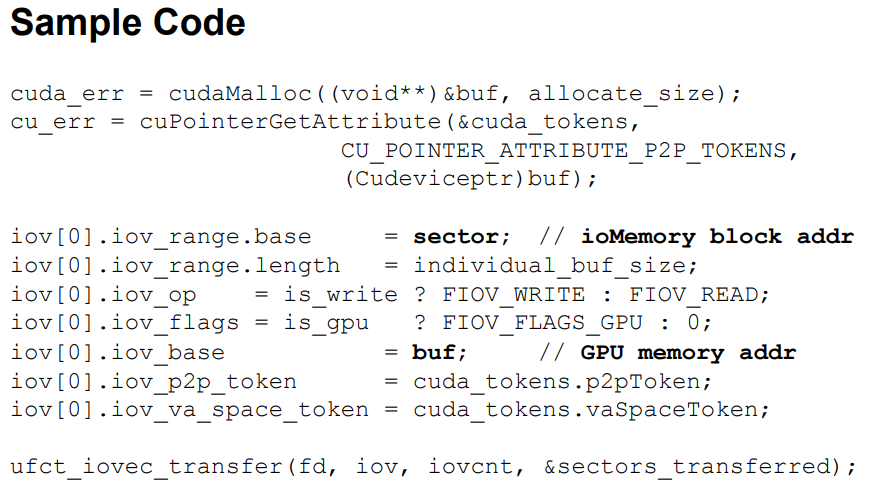 Sample Code
cuda_err = cudaMalloc((void**)&buf, allocate_size);
cu_err = cuPointerGetAttribute(&cuda_tokens,
CU_POINTER_ATTRIBUTE_P2P_TOKENS,
(Cudeviceptr)buf);
iov[0].iov_range.base = sector; // ioMemory block addr
iov[0].iov_range.length = individual_buf_size;
iov[0].iov_op = is_write ? FIOV_WRITE : FIOV_READ;
iov[0].iov_flags = is_gpu ? FIOV_FLAGS_GPU : 0;
iov[0].iov_base = buf; // GPU memory addr
iov[0].iov_p2p_token = cuda_tokens.p2pToken;
iov[0].iov_va_space_token = cuda_tokens.vaSpaceToken;
ufct_iovec_transfer(fd, iov, iovcnt, &sectors_transferred);